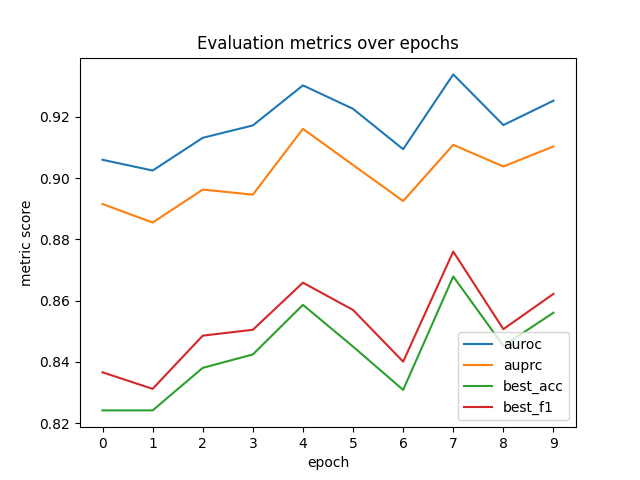 Evaluation metrics over epochs
metric score
0.92
0.90
0.88
0.86
0.84
0.82
auroc
auprc
best_acc
best_f1
0 1 2 3 4 5 6 7 8 9
epoch